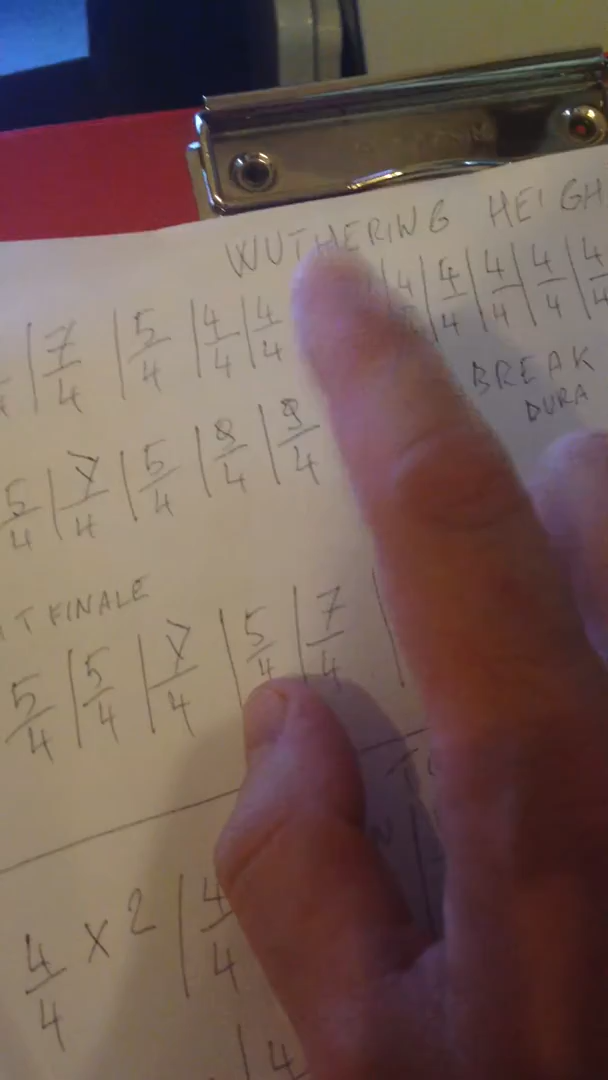 WUTHERING HEIGH
| 7/4 | 5/4 | 4/4 | 4/4 | 4/4 | 4/4 | 4/4 | 4/4
BREAK
DURA
5/4 | 7/4 | 5/4 | 8/4 | 9/4
T FINALE
5/4 | 5/4 | 7/4 | 5/4 | 7/4 |
4/4 x 2 | 4/4
| 4